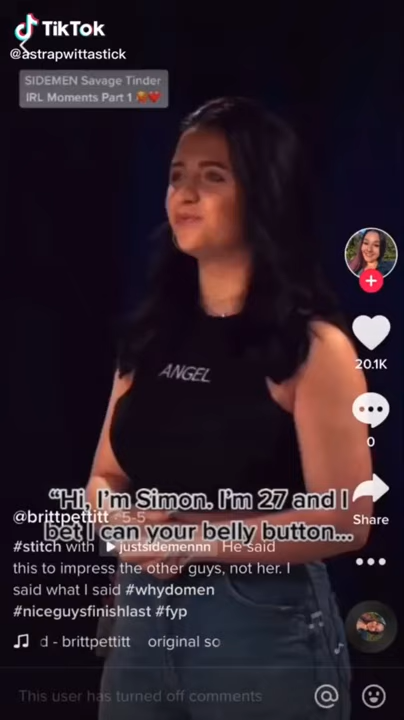 TikTok
@astrapwittastick
SIDEMEN Savage Tinder
IRL Moments Part 1
ANGEL
20.1K
0
Share
"Hi, I'm Simon. I'm 27 and I
bet I can your belly button...
@brittpettitt · 5-5
#stitch with justsidemennn He said
this to impress the other guys, not her. I
said what I said #whydomen
#niceguysfinishlast #fyp
d - brittpettitt original so
This user has turned off comments